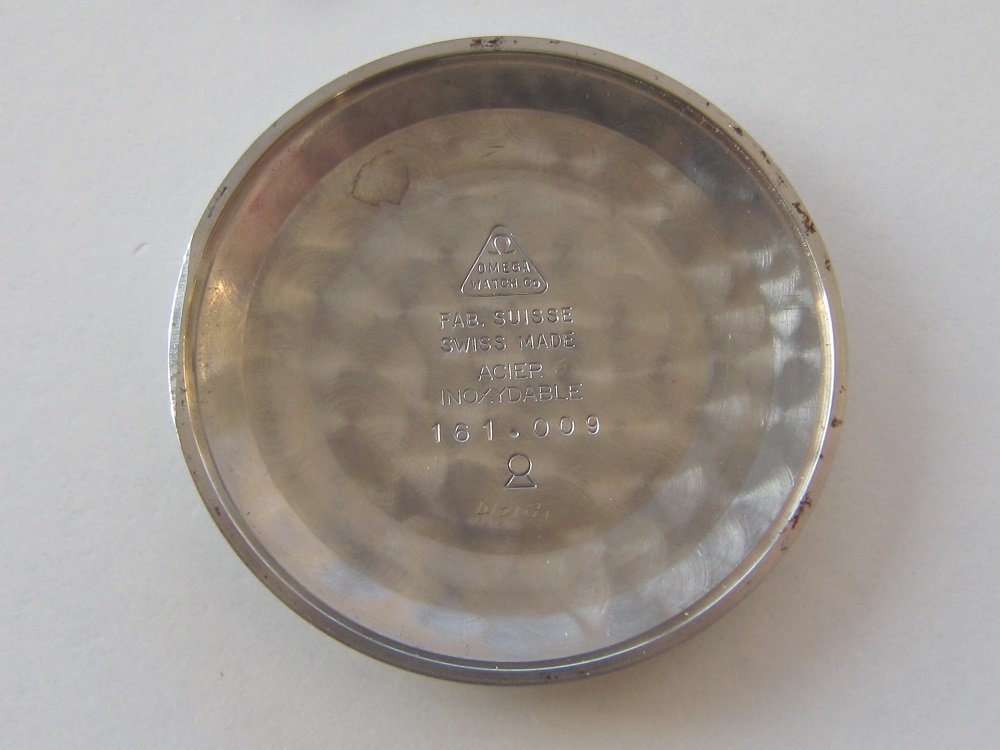 Ω
OMEGA
WATCH Co
FAB. SUISSE
SWISS MADE
ACIER
INOXYDABLE
161.009